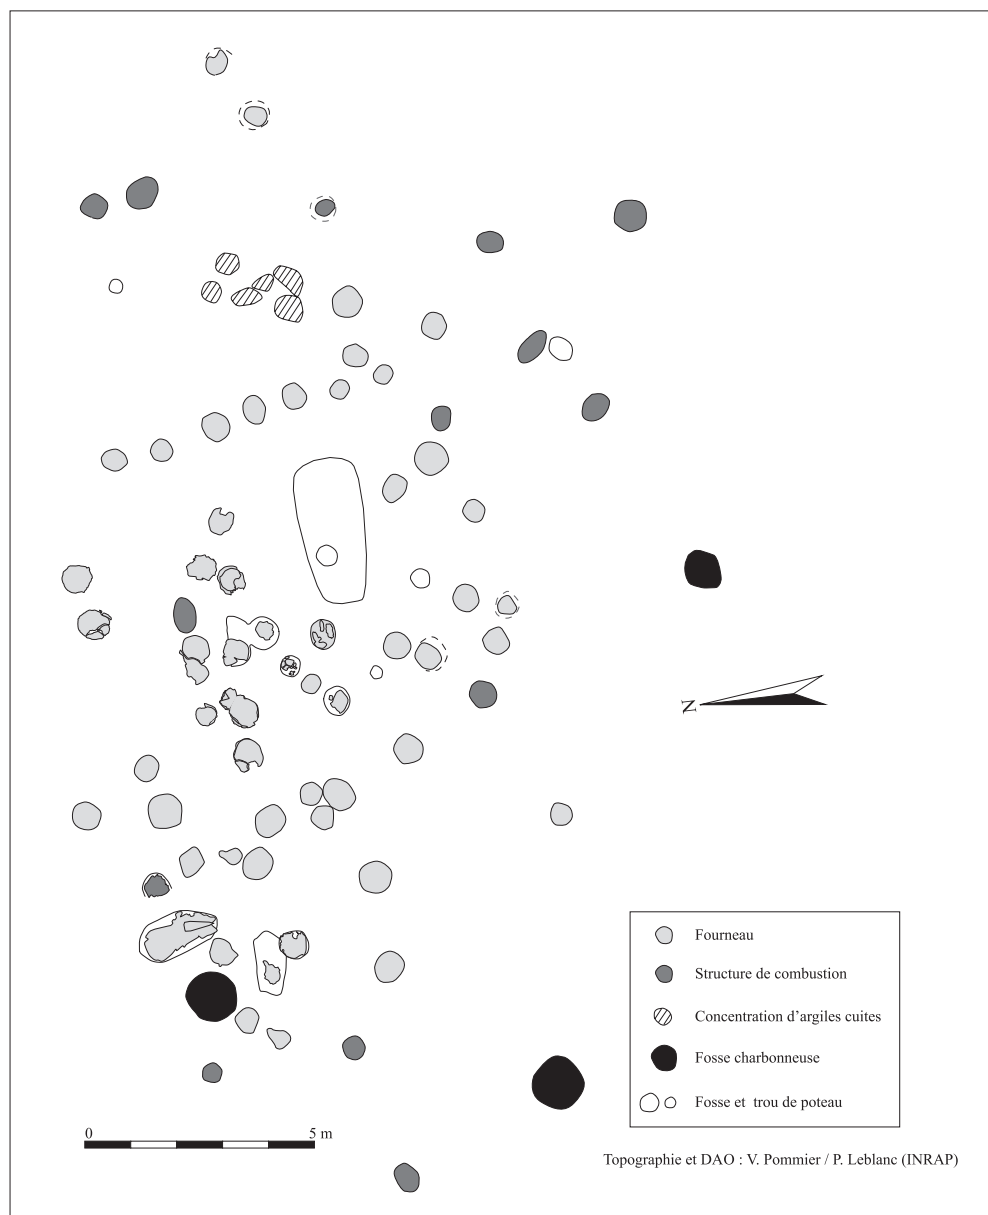 N
Fourneau
Structure de combustion
Concentration d'argiles cuites
Fosse charbonneuse
Fosse et trou de poteau
0 5 m
Topographie et DAO : V. Pommier / P. Leblanc (INRAP)